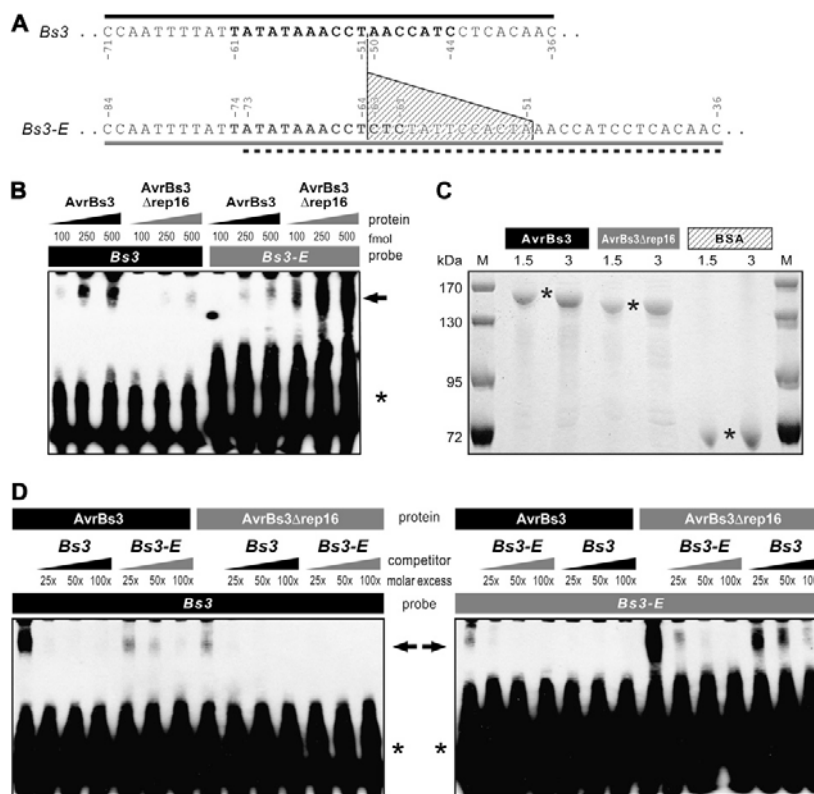 A
Bs3 .. CCAATTTTATTATATAAACCTAACCATCCTCACAAC ..
-71 -61 -51 -50 -44 -36
-84 -74 -73 -64 -63 -61 -51 -36
Bs3-E .. CCAATTTTATTATATAAACCTCTCTATTCCACTAAACCATCCTCACAAC ..
B
AvrBs3 AvrBs3 Δrep16 AvrBs3 AvrBs3 Δrep16
protein
100 250 500 100 250 500 100 250 500 100 250 500 fmol
Bs3 Bs3-E probe
*
C
AvrBs3 AvrBs3Δrep16 BSA
kDa M 1.5 3 1.5 3 1.5 3 M
170
130
95
72
* * *
D
AvrBs3 AvrBs3Δrep16 protein AvrBs3 AvrBs3Δrep16
Bs3 Bs3-E Bs3 Bs3-E competitor Bs3-E Bs3 Bs3-E Bs3
25x 50x 100x 25x 50x 100x 25x 50x 100x 25x 50x 100x molar excess 25x 50x 100x 25x 50x 100x 25x 50x 100x 25x 50x 100x
Bs3 probe Bs3-E
* *